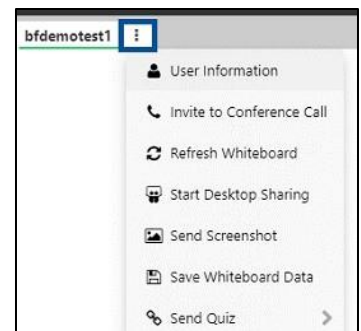 bfdemotest1
User Information
Invite to Conference Call
Refresh Whiteboard
Start Desktop Sharing
Send Screenshot
Save Whiteboard Data
Send Quiz